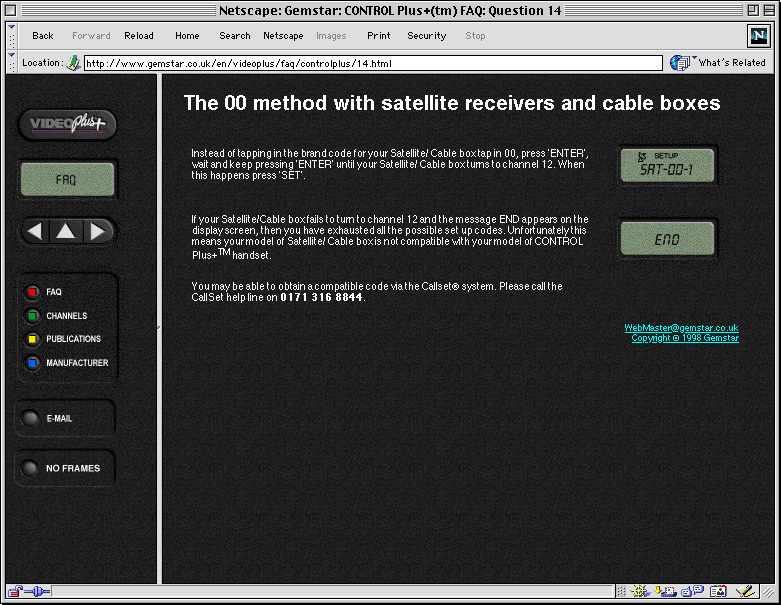 Netscape: Gemstar: CONTROL Plus+(tm) FAQ: Question 14
Back Forward Reload Home Search Netscape Images Print Security Stop
N
Location: http://www.gemstar.co.uk/en/videoplus/faq/controlplus/14.html What's Related
VIDEO Plus+
FAQ
FAQ
CHANNELS
PUBLICATIONS
MANUFACTURER
E-MAIL
NO FRAMES
The 00 method with satellite receivers and cable boxes
Instead of tapping in the brand code for your Satellite/ Cable box tap in 00, press 'ENTER',
wait and keep pressing 'ENTER' until your Satellite/ Cable box turns to channel 12. When
this happens press 'SET'.
SETUP
SAT-00-1
If your Satellite/Cable box fails to turn to channel 12 and the message END appears on the
display screen, then you have exhausted all the possible set up codes. Unfortunately this
means your model of Satellite/ Cable box is not compatible with your model of CONTROL
Plus+TM handset.
END
You may be able to obtain a compatible code via the Callset® system. Please call the
CallSet help line on 0171 316 8844.
WebMaster@gemstar.co.uk
Copyright © 1998 Gemstar